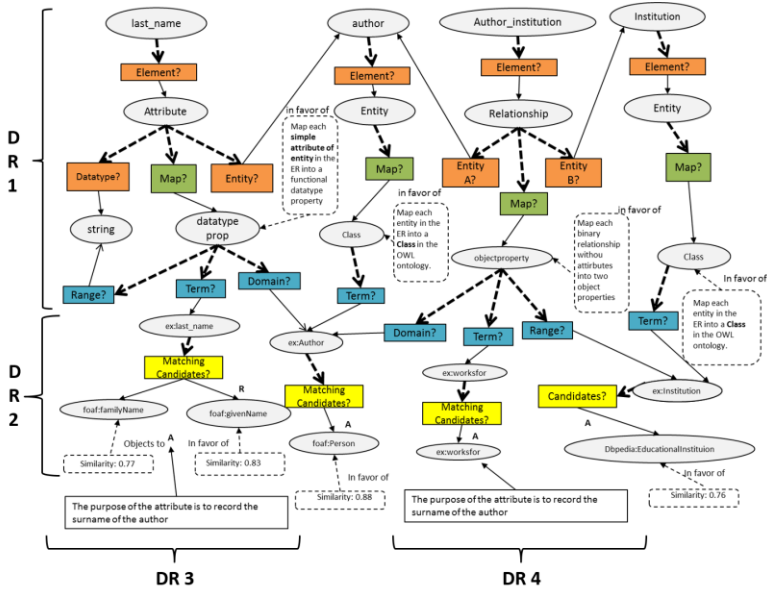 last_name
author
Author_institution
Institution
Element?
Element?
Element?
Element?
Attribute
Entity
Relationship
Entity
D
R
1
in favor of
Map each
simple
attribute of
entity in the
ER into a
functional
datatype
property
Datatype?
Map?
Entity?
Map?
Entity
A?
Entity
B?
Map?
Map?
in favor of
Map each
entity in the
ER into a
Class in the
OWL
ontology.
in favor of
Map each
binary
relationship
withou
attributes
into two
object
properties
string
datatype
prop
Class
objectproperty
Class
In favor of
Map each
entity in the
ER into a Class
in the OWL
ontology.
Range?
Term?
Domain?
Term?
Domain?
Term?
Range?
Term?
D
R
2
ex:last_name
ex:Author
ex:worksfor
ex:Institution
Matching
Candidates?
Matching
Candidates?
Matching
Candidates?
Candidates?
R
A
A
A
foaf:familyName
foaf:givenName
foaf:Person
ex:worksfor
Dbpedia:EducationalInstituion
Objects to
A
In favor of
In favor of
In favor of
Similarity: 0.77
Similarity: 0.83
Similarity: 0.88
Similarity: 0.76
The purpose of the attribute is to record the
surname of the author
The purpose of the attribute is to record the
surname of the author
DR 3
DR 4